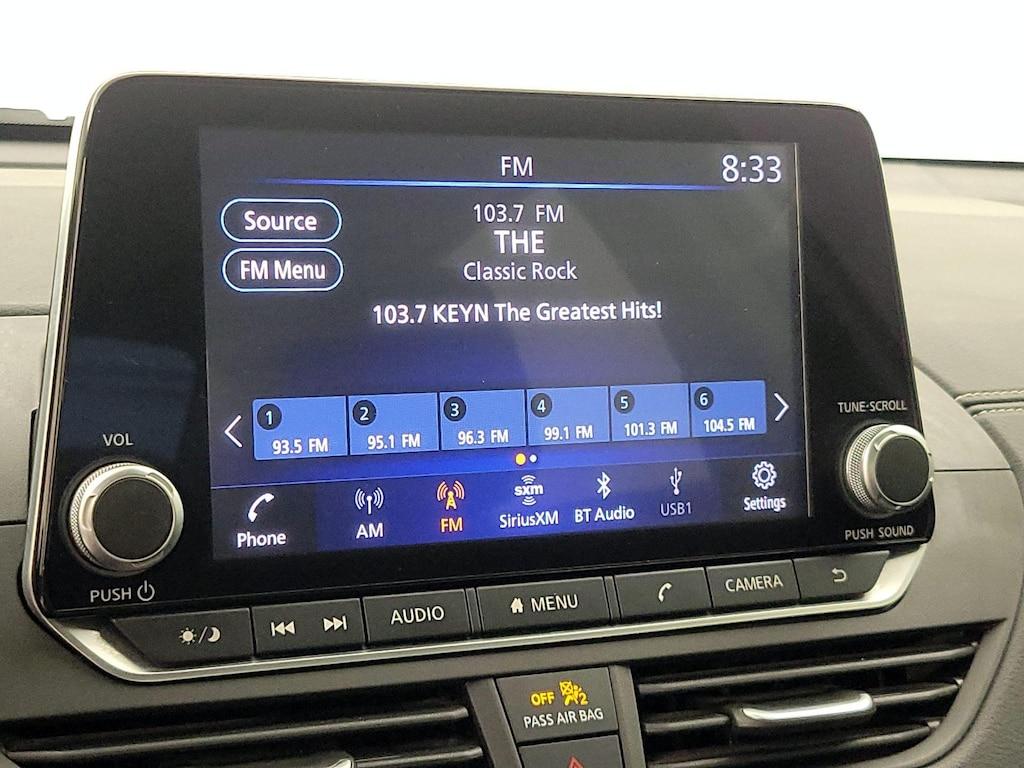 FM
8:33
Source
103.7 FM
THE
FM Menu
Classic Rock
103.7 KEYN The Greatest Hits!
1
93.5 FM
2
95.1 FM
3
96.3 FM
4
99.1 FM
5
101.3 FM
6
104.5 FM
Phone
AM
FM
sxm
SiriusXM
BT Audio
USB1
Settings
VOL
PUSH
TUNE·SCROLL
PUSH SOUND
AUDIO
MENU
CAMERA
OFF
2
PASS AIR BAG